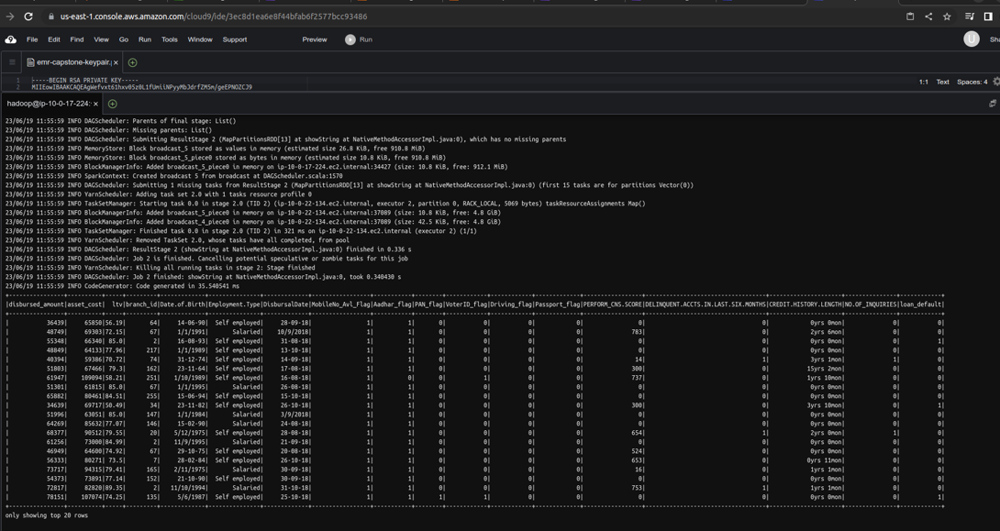 us-east-1.console.aws.amazon.com/cloud9/ide/3ec8d1ea6e8f44bfab6f2577bcc93486
File Edit Find View Go Run Tools Window Support Preview Run U Sha
emr-capstone-keypair.
1 -----BEGIN RSA PRIVATE KEY-----
2
1:1 Text Spaces: 4
hadoop@ip-10-0-17-224:
23/06/19 11:55:59 INFO DAGScheduler: Parents of final stage: List()
23/06/19 11:55:59 INFO DAGScheduler: Missing parents: List()
23/06/19 11:55:59 INFO DAGScheduler: Submitting ResultStage 2 (MapPartitionsRDD[13] at showString at NativeMethodAccessorImpl.java:0), which has no missing parents
23/06/19 11:55:59 INFO MemoryStore: Block broadcast_5 stored as values in memory (estimated size 26.8 KiB, free 910.8 MiB)
23/06/19 11:55:59 INFO MemoryStore: Block broadcast_5_piece0 stored as bytes in memory (estimated size 10.8 KiB, free 910.8 MiB)
23/06/19 11:55:59 INFO BlockManagerInfo: Added broadcast_5_piece0 in memory on ip-10-0-17-224.ec2.internal:34427 (size: 10.8 KiB, free: 912.1 MiB)
23/06/19 11:55:59 INFO SparkContext: Created broadcast 5 from broadcast at DAGScheduler.scala:1570
23/06/19 11:55:59 INFO DAGScheduler: Submitting 1 missing tasks from ResultStage 2 (MapPartitionsRDD[13] at showString at NativeMethodAccessorImpl.java:0) (first 15 tasks are for partitions Vector(0))
23/06/19 11:55:59 INFO YarnScheduler: Adding task set 2.0 with 1 tasks resource profile 0
23/06/19 11:55:59 INFO TaskSetManager: Starting task 0.0 in stage 2.0 (TID 2) (ip-10-0-22-134.ec2.internal, executor 2, partition 0, RACK_LOCAL, 5069 bytes) taskResourceAssignments Map()
23/06/19 11:55:59 INFO BlockManagerInfo: Added broadcast_5_piece0 in memory on ip-10-0-22-134.ec2.internal:37089 (size: 10.8 KiB, free: 4.8 GiB)
23/06/19 11:55:59 INFO BlockManagerInfo: Added broadcast_4_piece0 in memory on ip-10-0-22-134.ec2.internal:37089 (size: 42.5 KiB, free: 4.8 GiB)
23/06/19 11:55:59 INFO TaskSetManager: Finished task 0.0 in stage 2.0 (TID 2) in 321 ms on ip-10-0-22-134.ec2.internal (executor 2) (1/1)
23/06/19 11:55:59 INFO YarnScheduler: Removed TaskSet 2.0, whose tasks have all completed, from pool
23/06/19 11:55:59 INFO DAGScheduler: ResultStage 2 (showString at NativeMethodAccessorImpl.java:0) finished in 0.336 s
23/06/19 11:55:59 INFO DAGScheduler: Job 2 is finished. Cancelling potential speculative or zombie tasks for this job
23/06/19 11:55:59 INFO YarnScheduler: Killing all running tasks in stage 2: Stage finished
23/06/19 11:55:59 INFO DAGScheduler: Job 2 finished: showString at NativeMethodAccessorImpl.java:0, took 0.340430 s
23/06/19 11:55:59 INFO CodeGenerator: Code generated in 35.540541 ms
|disbursed_amount|asset_cost| ltv|branch_id|Date.of.Birth|Employment.Type|DisbursalDate|MobileNo_Avl_Flag|Aadhar_flag|PAN_flag|VoterID_flag|Driving_flag|Passport_flag|PERFORM_CNS.SCORE|DELINQUENT.ACCTS.IN.LAST.SIX.MONTHS|CREDIT.HISTORY.LENGTH|NO.OF_INQUIRIES|loan_default|
| 36439| 65850|56.19| 64| 14-06-90| Self employed| 28-09-18| 1| 1| 0| 0| 0| 0| 0| 0| 0yrs 0mon| 0| 0|
| 48749| 69303|72.15| 67| 1/1/1991| Salaried| 10/9/2018| 1| 1| 0| 0| 0| 0| 783| 0| 2yrs 6mon| 0| 0|
| 55348| 66340| 85.0| 2| 16-08-93| Self employed| 31-08-18| 1| 1| 0| 0| 0| 0| 0| 0| 0yrs 0mon| 0| 1|
| 48849| 64133|77.96| 217| 1/1/1989| Self employed| 13-10-18| 1| 1| 0| 0| 0| 0| 0| 0| 0yrs 0mon| 0| 0|
| 40394| 59386|70.72| 74| 31-12-74| Self employed| 14-09-18| 1| 1| 0| 0| 0| 0| 14| 1| 3yrs 1mon| 1| 0|
| 51803| 67466| 79.3| 162| 23-11-64| Self employed| 17-08-18| 1| 1| 0| 0| 0| 0| 300| 0| 15yrs 2mon| 0| 0|
| 61947| 109094|58.21| 251| 1/10/1989| Self employed| 16-08-18| 1| 0| 0| 1| 0| 0| 737| 0| 1yrs 10mon| 0| 0|
| 51301| 61815| 85.0| 67| 1/1/1995| Salaried| 26-08-18| 1| 1| 0| 0| 0| 0| 0| 0| 0yrs 0mon| 0| 0|
| 65882| 80461|84.51| 255| 15-06-94| Self employed| 15-10-18| 1| 1| 0| 0| 0| 0| 0| 0| 0yrs 0mon| 0| 0|
| 34639| 69717|50.49| 34| 23-11-82| Self employed| 26-10-18| 1| 1| 0| 0| 0| 0| 300| 0| 3yrs 10mon| 0| 1|
| 51996| 63051| 85.0| 147| 1/1/1984| Salaried| 3/9/2018| 1| 1| 0| 0| 0| 0| 0| 0| 0yrs 0mon| 0| 0|
| 64269| 85632|77.07| 146| 15-02-90| Salaried| 24-08-18| 1| 1| 0| 0| 0| 0| 0| 0| 0yrs 0mon| 0| 0|
| 68377| 90512|79.55| 20| 5/12/1975| Self employed| 28-08-18| 1| 1| 0| 0| 0| 0| 654| 1| 2yrs 0mon| 1| 0|
| 61256| 73000|84.99| 2| 11/9/1995| Salaried| 21-09-18| 1| 1| 0| 0| 0| 0| 0| 0| 0yrs 0mon| 0| 0|
| 46949| 64600|74.92| 67| 29-10-75| Self employed| 20-08-18| 1| 1| 0| 0| 0| 0| 524| 0| 0yrs 0mon| 0| 0|
| 56333| 80271| 73.5| 7| 28-02-84| Self employed| 26-10-18| 1| 1| 0| 0| 0| 0| 653| 0| 0yrs 11mon| 0| 0|
| 73717| 94315|79.41| 165| 2/11/1975| Salaried| 30-09-18| 1| 1| 0| 0| 0| 0| 16| 0| 1yrs 1mon| 0| 0|
| 54373| 73891|77.14| 152| 21-10-90| Self employed| 30-09-18| 1| 1| 0| 0| 0| 0| 0| 0| 0yrs 0mon| 0| 0|
| 72817| 82820|89.35| 2| 11/10/1994| Salaried| 31-10-18| 1| 1| 0| 0| 0| 0| 753| 1| 1yrs 1mon| 0| 0|
| 78151| 107074|74.25| 135| 5/6/1987| Self employed| 25-10-18| 1| 1| 1| 1| 0| 0| 0| 0| 0yrs 0mon| 0| 1|
only showing top 20 rows